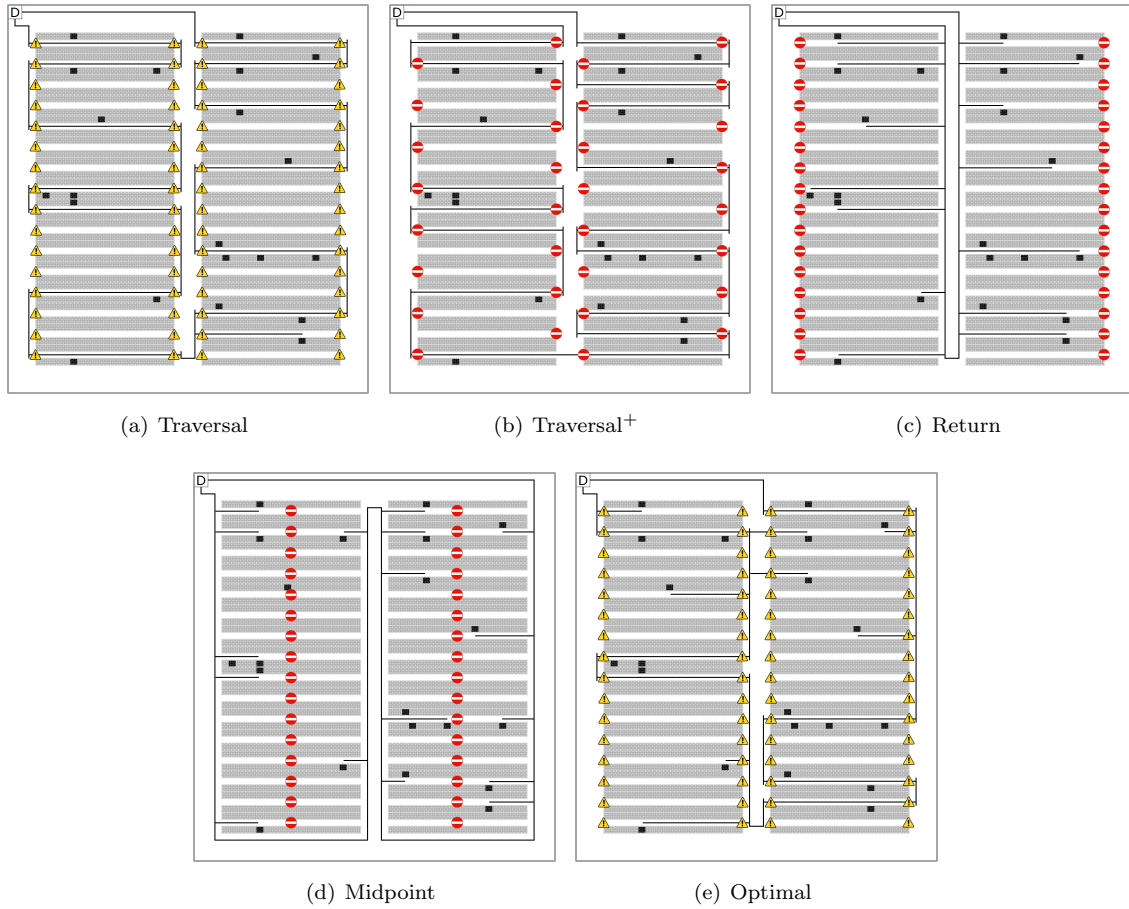 D
D
(a) Traversal
(b) Traversal+
(c) Return
D
D
(d) Midpoint
(e) Optimal